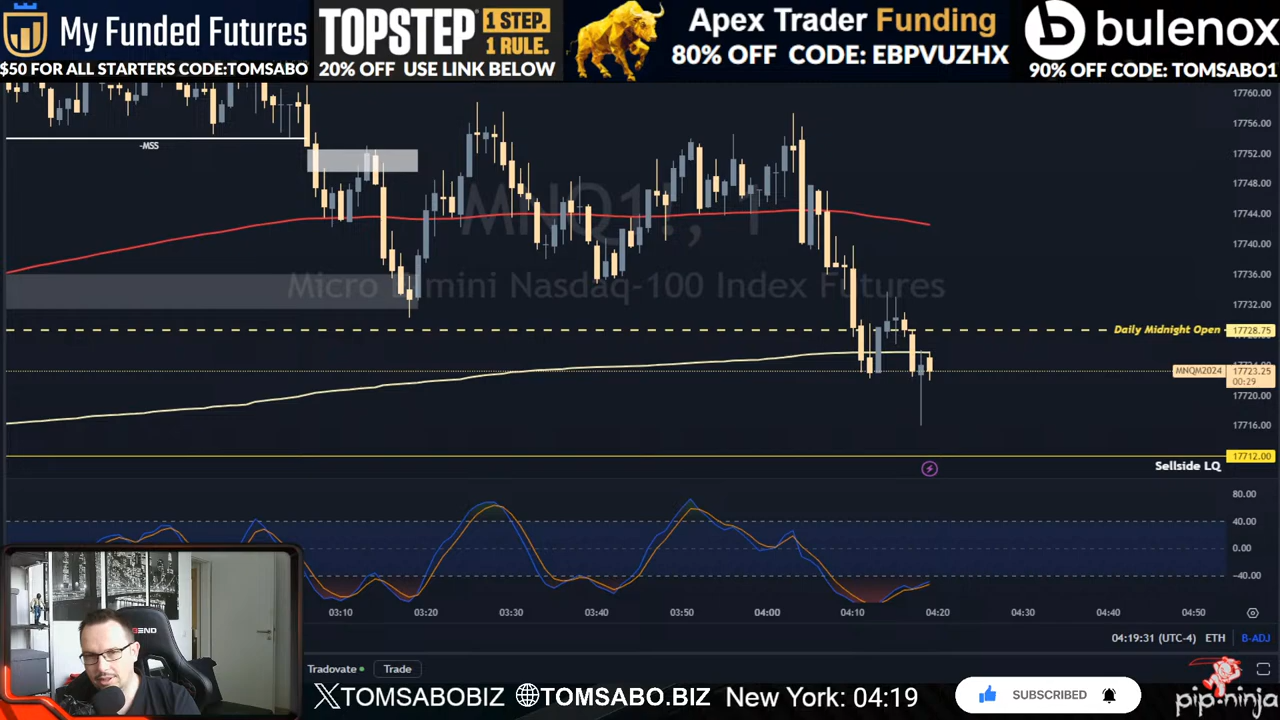 My Funded Futures
$50 FOR ALL STARTERS CODE:TOMSABO
TOPSTEP
1 STEP.
1 RULE.
20% OFF USE LINK BELOW
Apex Trader Funding
80% OFF CODE: EBPVUZHX
bulenox
90% OFF CODE: TOMSABO1
-MSS
MNQ1!, 1
Micro E-mini Nasdaq-100 Index Futures
17760.00
17756.00
17752.00
17748.00
17744.00
17740.00
17736.00
17732.00
Daily Midnight Open
17728.75
MNQM2024
17723.25
00:29
17720.00
17716.00
17712.00
Sellside LQ
80.00
40.00
0.00
-40.00
03:10
03:20
03:30
03:40
03:50
04:00
04:10
04:20
04:30
04:40
04:50
04:19:31 (UTC-4)
ETH
B-ADJ
Tradovate
Trade
TOMSABOBIZ
TOMSABO.BIZ
New York: 04:19
SUBSCRIBED
pip.ninja